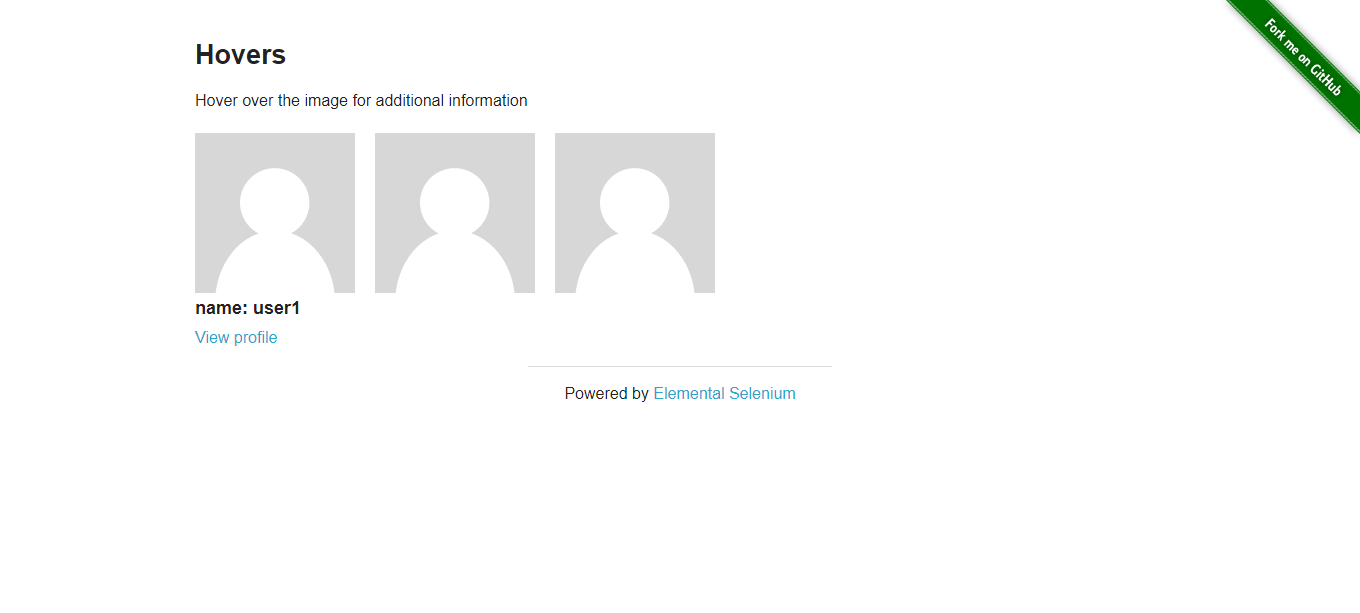 Fork me on GitHub
Hovers
Hover over the image for additional information
name: user1
View profile
Powered by Elemental Selenium